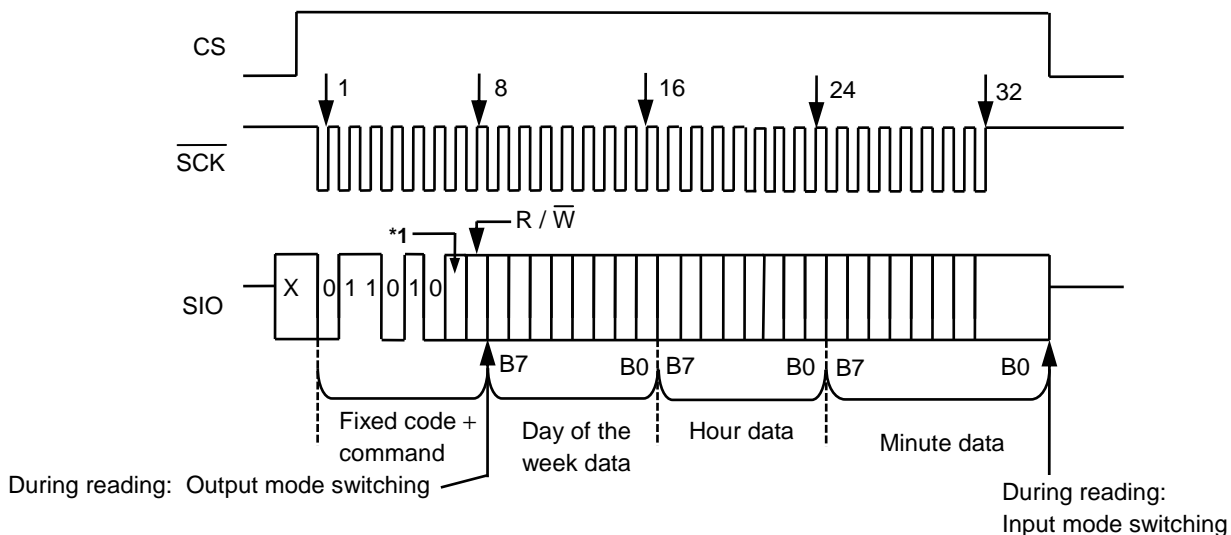 CS
1 8 16 24 32
SCK
R / W
*1
X 0 1 1 0 1 0
SIO
B7 B0 B7 B0 B7 B0
Fixed code +
command
Day of the
week data
Hour data
Minute data
During reading: Output mode switching
During reading:
Input mode switching